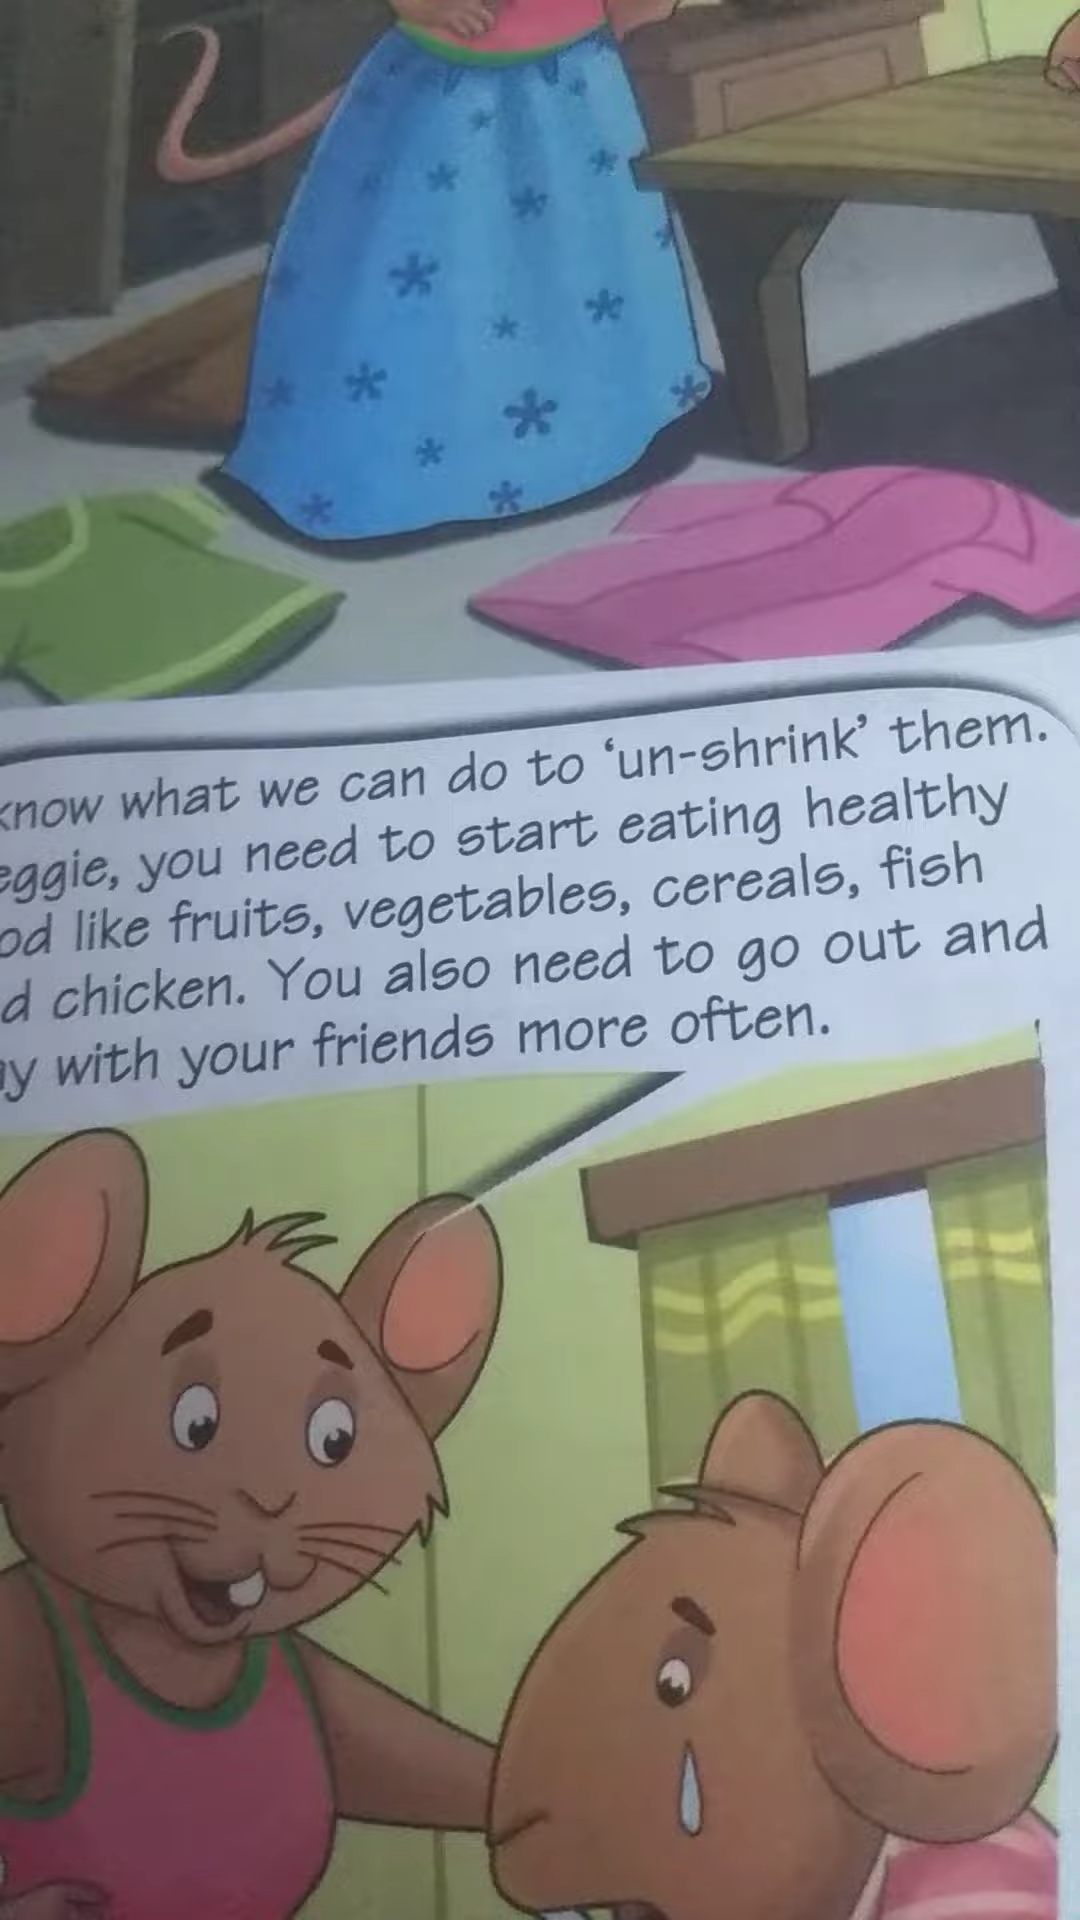 know what we can do to ‘un-shrink’ them.
eggie, you need to start eating healthy
od like fruits, vegetables, cereals, fish
d chicken. You also need to go out and
ay with your friends more often.